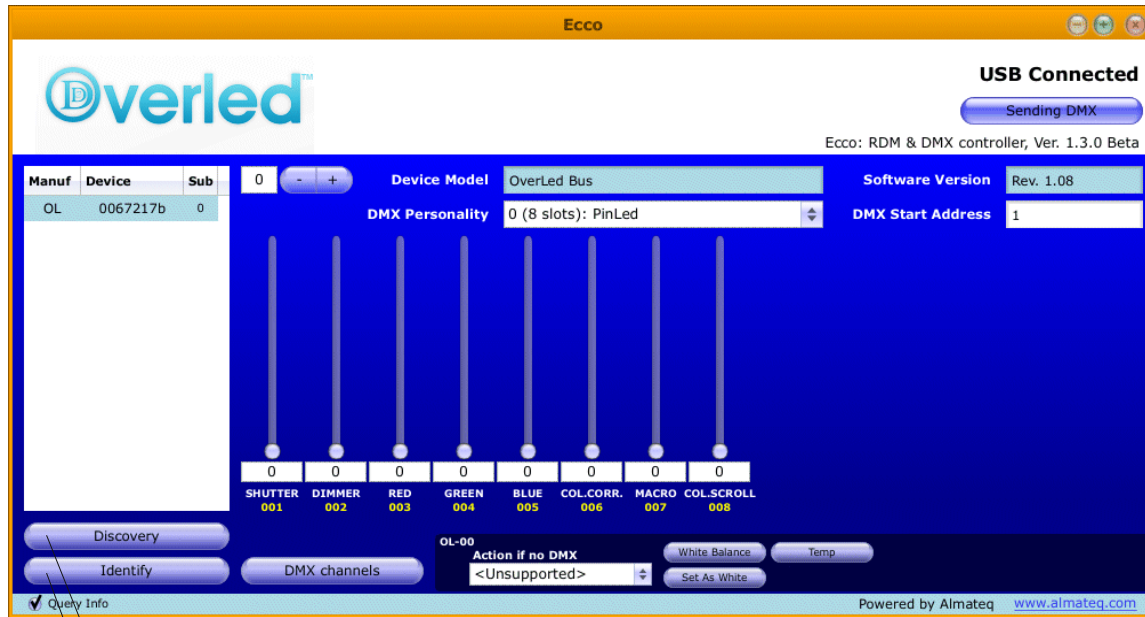 Ecco
Overled™
USB Connected
Sending DMX
Ecco: RDM & DMX controller, Ver. 1.3.0 Beta
Manuf Device Sub
OL 0067217b 0
0 - +
Device Model OverLed Bus
Software Version Rev. 1.08
DMX Personality 0 (8 slots): PinLed
DMX Start Address 1
0 0 0 0 0 0 0 0
SHUTTER DIMMER RED GREEN BLUE COL.CORR. MACRO COL.SCROLL
001 002 003 004 005 006 007 008
Discovery
Identify
DMX channels
OL-00
Action if no DMX
<Unsupported>
White Balance
Temp
Set As White
Query Info
Powered by Almateq www.almateq.com